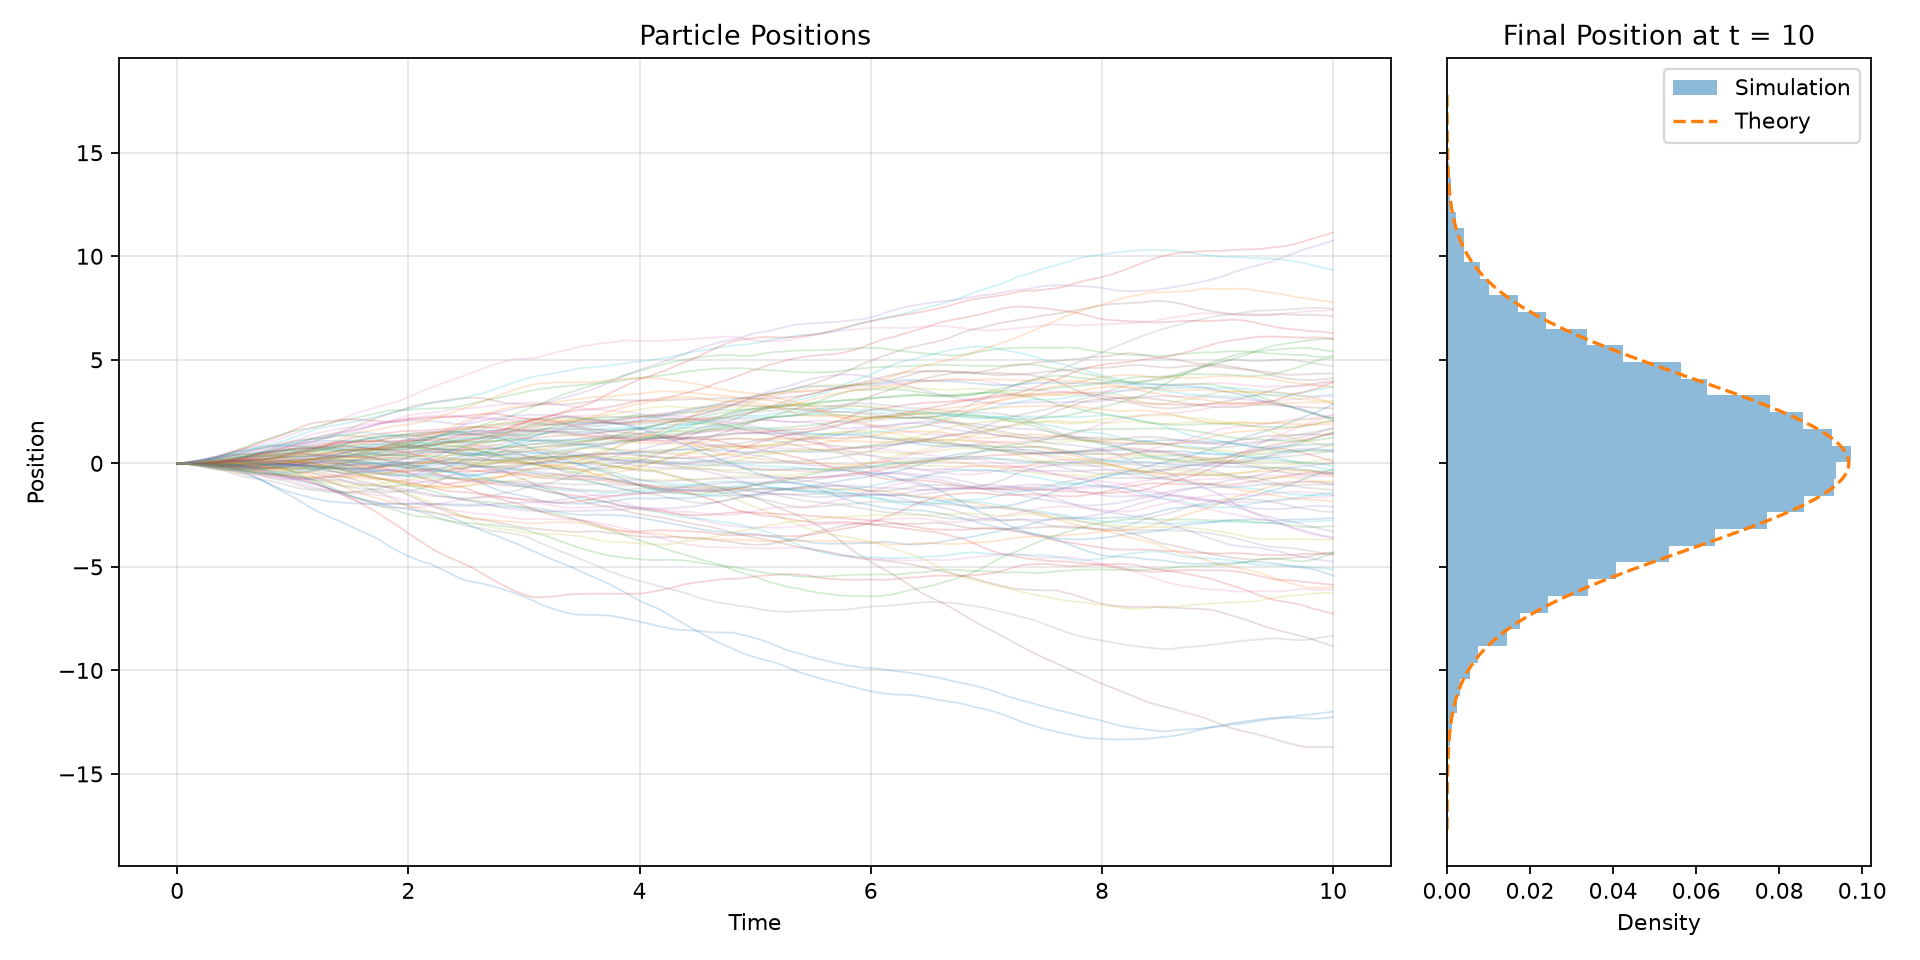 Particle Positions
Final Position at t = 10
Simulation
Theory
15
10
5
0
−5
−10
−15
Position
0 2 4 6 8 10
Time
0.00 0.02 0.04 0.06 0.08 0.10
Density